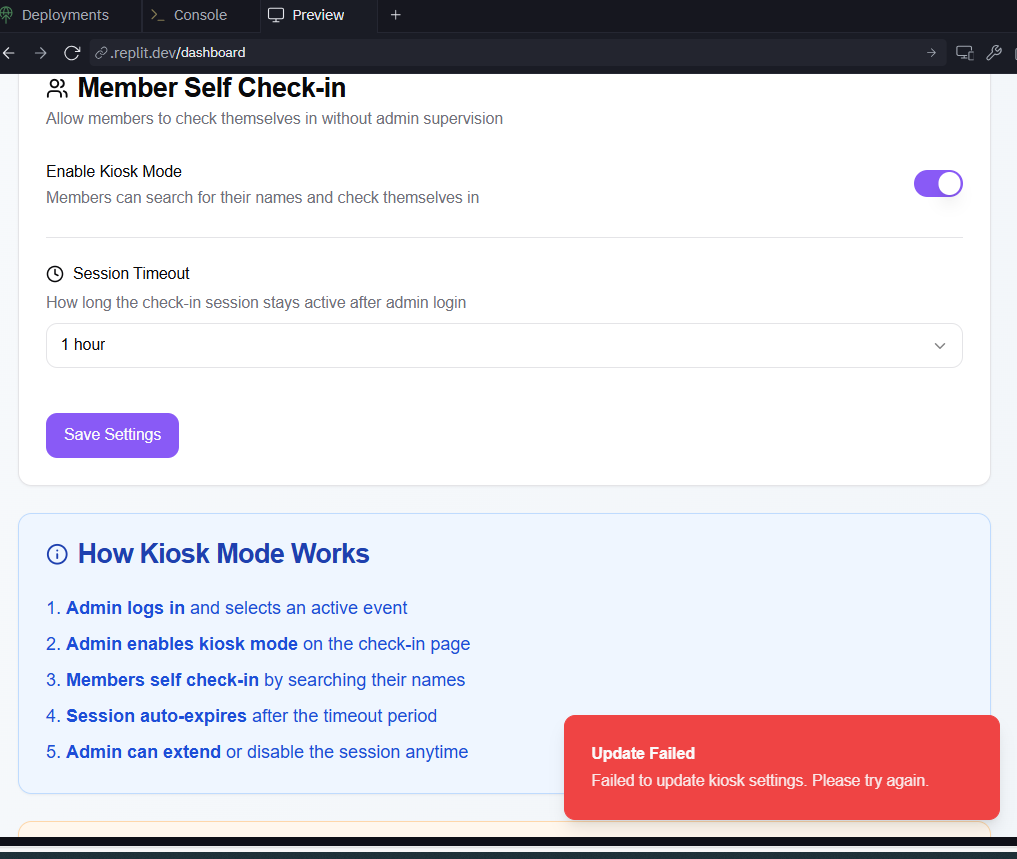 Deployments
Console
Preview
.replit.dev/dashboard
Member Self Check-in
Allow members to check themselves in without admin supervision
Enable Kiosk Mode
Members can search for their names and check themselves in
Session Timeout
How long the check-in session stays active after admin login
1 hour
Save Settings
How Kiosk Mode Works
1. Admin logs in and selects an active event
2. Admin enables kiosk mode on the check-in page
3. Members self check-in by searching their names
4. Session auto-expires after the timeout period
5. Admin can extend or disable the session anytime
Update Failed
Failed to update kiosk settings. Please try again.